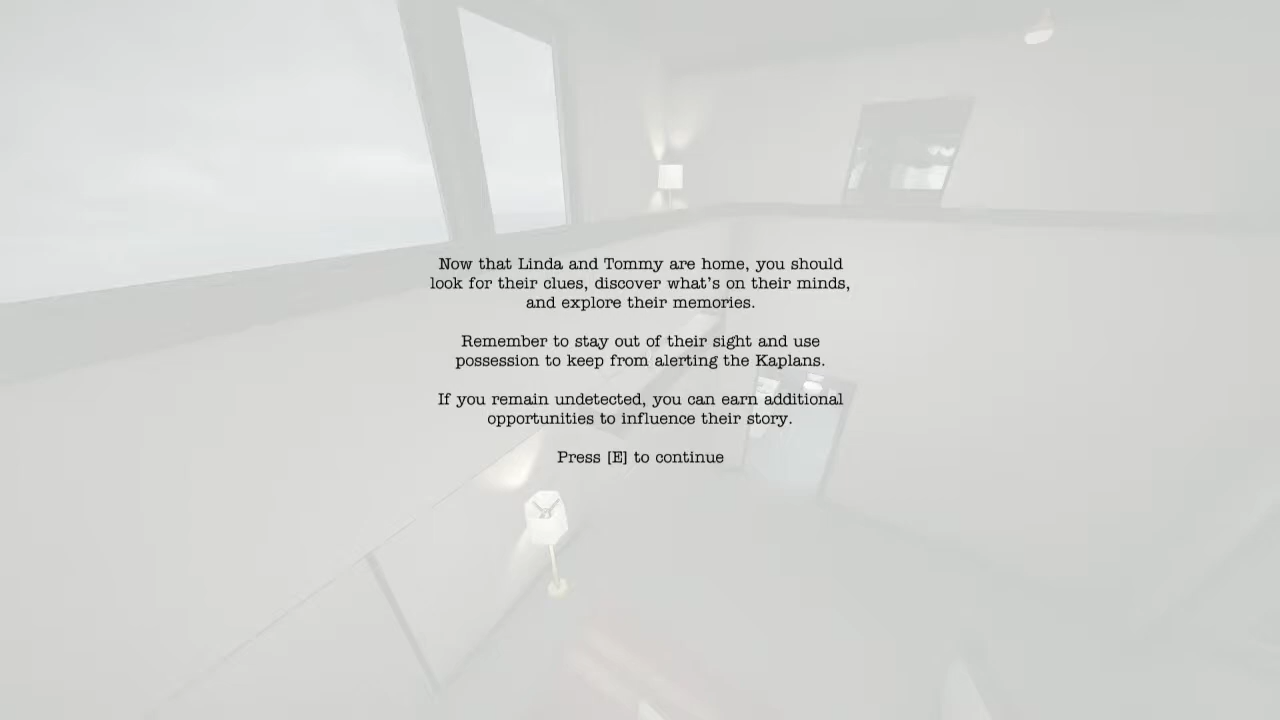 Now that Linda and Tommy are home, you should
look for their clues, discover what's on their minds,
and explore their memories.
Remember to stay out of their sight and use
possession to keep from alerting the Kaplans.
If you remain undetected, you can earn additional
opportunities to influence their story.
Press [E] to continue